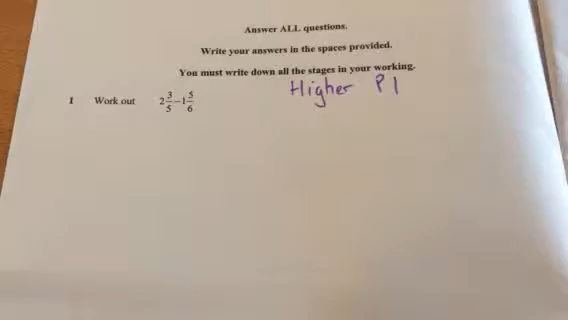 Answer ALL questions.
Write your answers in the spaces provided.
You must write down all the stages in your working.
Higher P1
1 Work out 2 3/5 − 1 5/6